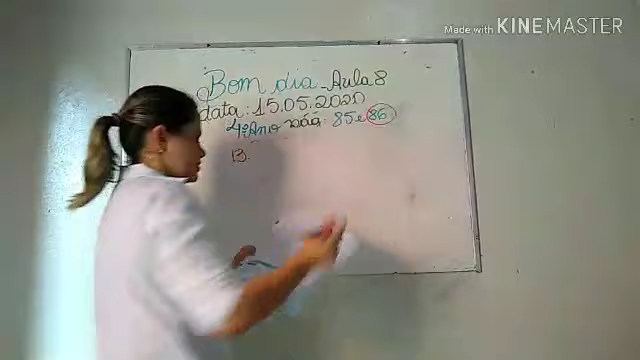 Made with KINEMASTER
Bom dia - Aula 8
data: 15.05.2020
4º Ano pág: 85 e 86
13.